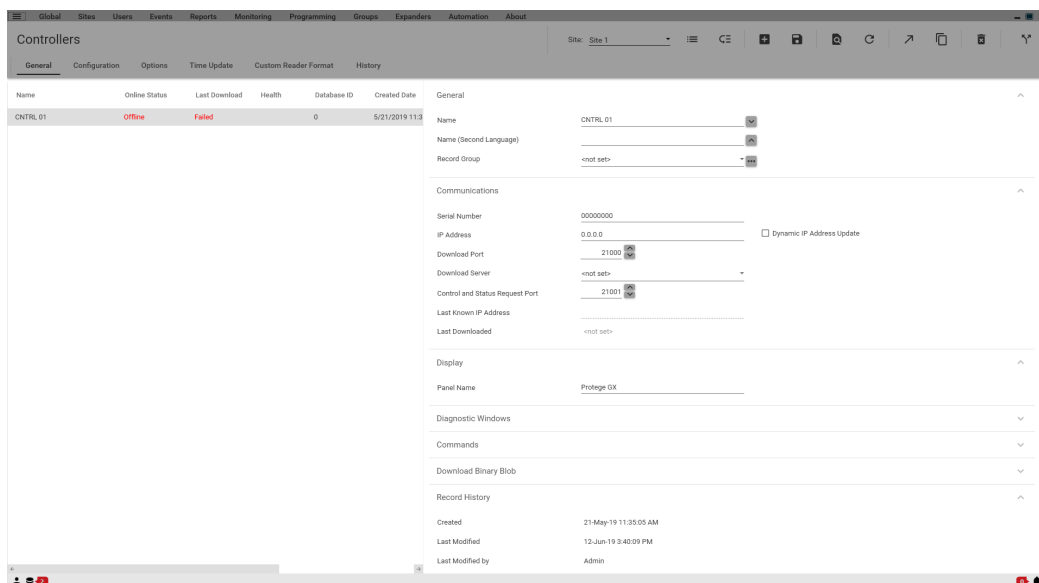 Global Sites Users Events Reports Monitoring Programming Groups Expanders Automation About
Controllers
Site: Site 1
General Configuration Options Time Update Custom Reader Format History
Name Online Status Last Download Health Database ID Created Date
CNTRL 01 Offline Failed 0 5/21/2019 11:3
General
Name CNTRL 01
Name (Second Language)
Record Group <not set>
Communications
Serial Number 00000000
IP Address 0.0.0.0 Dynamic IP Address Update
Download Port 21000
Download Server <not set>
Control and Status Request Port 21001
Last Known IP Address
Last Downloaded <not set>
Display
Panel Name Protege GX
Diagnostic Windows
Commands
Download Binary Blob
Record History
Created 21-May-19 11:35:05 AM
Last Modified 12-Jun-19 3:40:09 PM
Last Modified by Admin